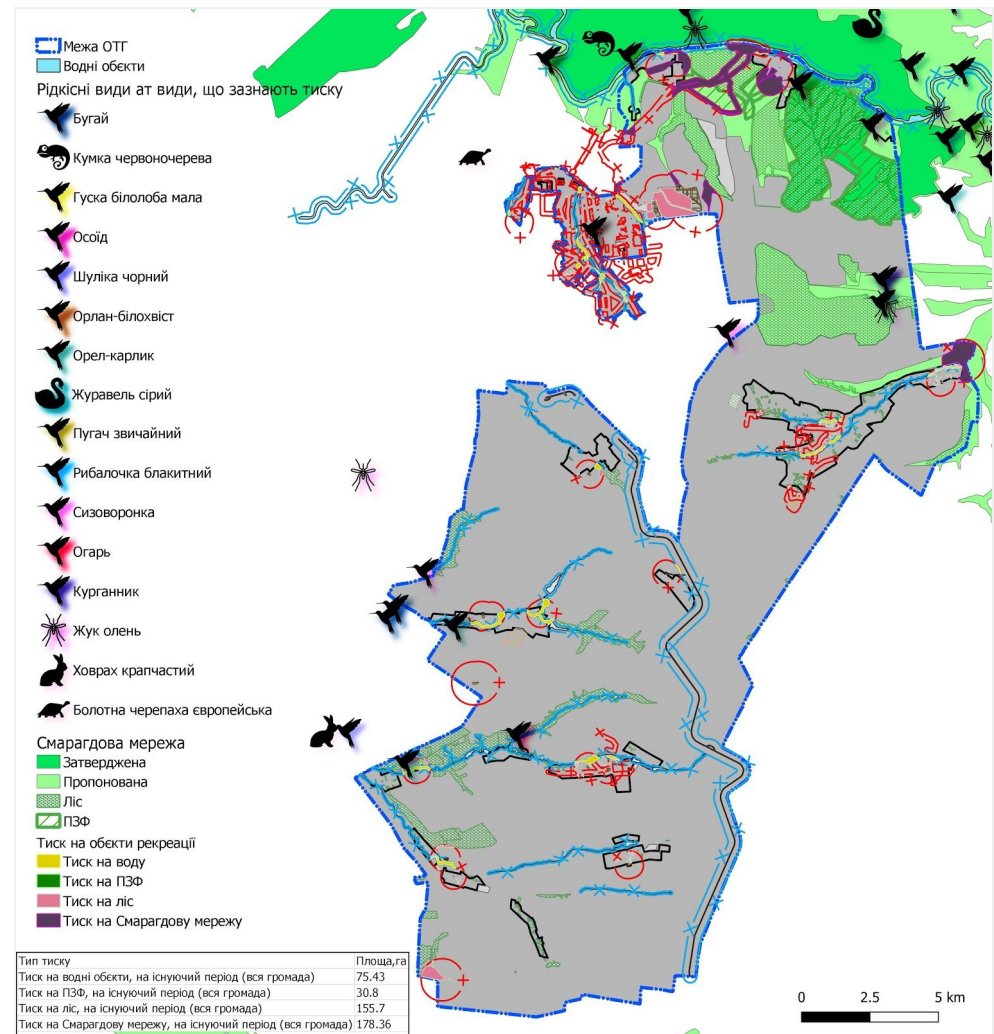 Межа ОТГ
Водні обєкти
Рідкісні види ат види, що зазнають тиску
Бугай
Кумка червоночерева
Гуска білолоба мала
Осоїд
Шуліка чорний
Орлан-білохвіст
Орел-карлик
Журавель сірий
Пугач звичайний
Рибалочка блакитний
Сизоворонка
Огарь
Курганник
Жук олень
Ховрах крапчастий
Болотна черепаха європейська
Смарагдова мережа
Затверджена
Пропонована
Ліс
ПЗФ
Тиск на обєкти рекреації
Тиск на воду
Тиск на ПЗФ
Тиск на ліс
Тиск на Смарагдову мережу
Тип тиску Площа,га
Тиск на водні обєкти, на існуючий період (вся громада) 75.43
Тиск на ПЗФ, на існуючий період (вся громада) 30.8
Тиск на ліс, на існуючий період (вся громада) 155.7
Тиск на Смарагдову мережу, на існуючий період (вся громада) 178.36
0 2.5 5 km